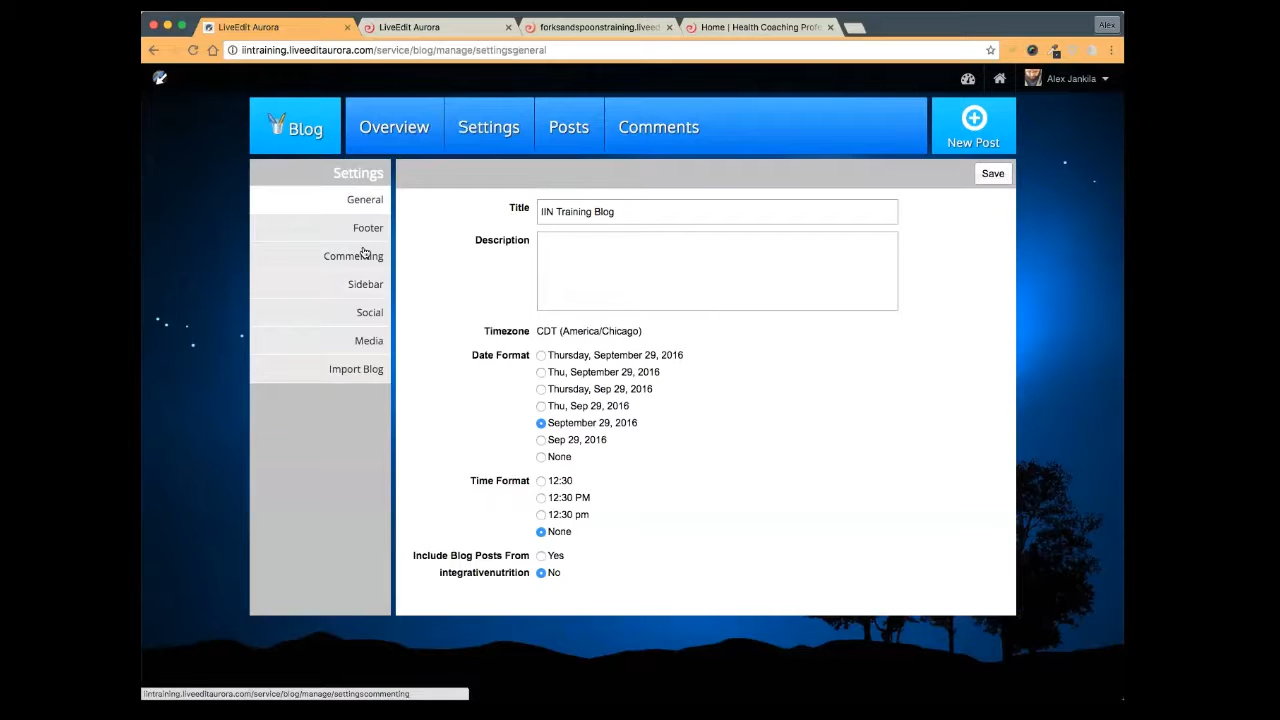 LiveEdit Aurora
LiveEdit Aurora
forksandspoonstraining.liveed
Home | Health Coaching Profe
Alex
iintraining.liveeditaurora.com/service/blog/manage/settingsgeneral
Alex Jankila
Blog
Overview
Settings
Posts
Comments
New Post
Settings
General
Footer
Commenting
Sidebar
Social
Media
Import Blog
Save
Title
IIN Training Blog
Description
Timezone
CDT (America/Chicago)
Date Format
Thursday, September 29, 2016
Thu, September 29, 2016
Thursday, Sep 29, 2016
Thu, Sep 29, 2016
September 29, 2016
Sep 29, 2016
None
Time Format
12:30
12:30 PM
12:30 pm
None
Include Blog Posts From
integrativenutrition
Yes
No
iintraining.liveeditaurora.com/service/blog/manage/settingscommenting